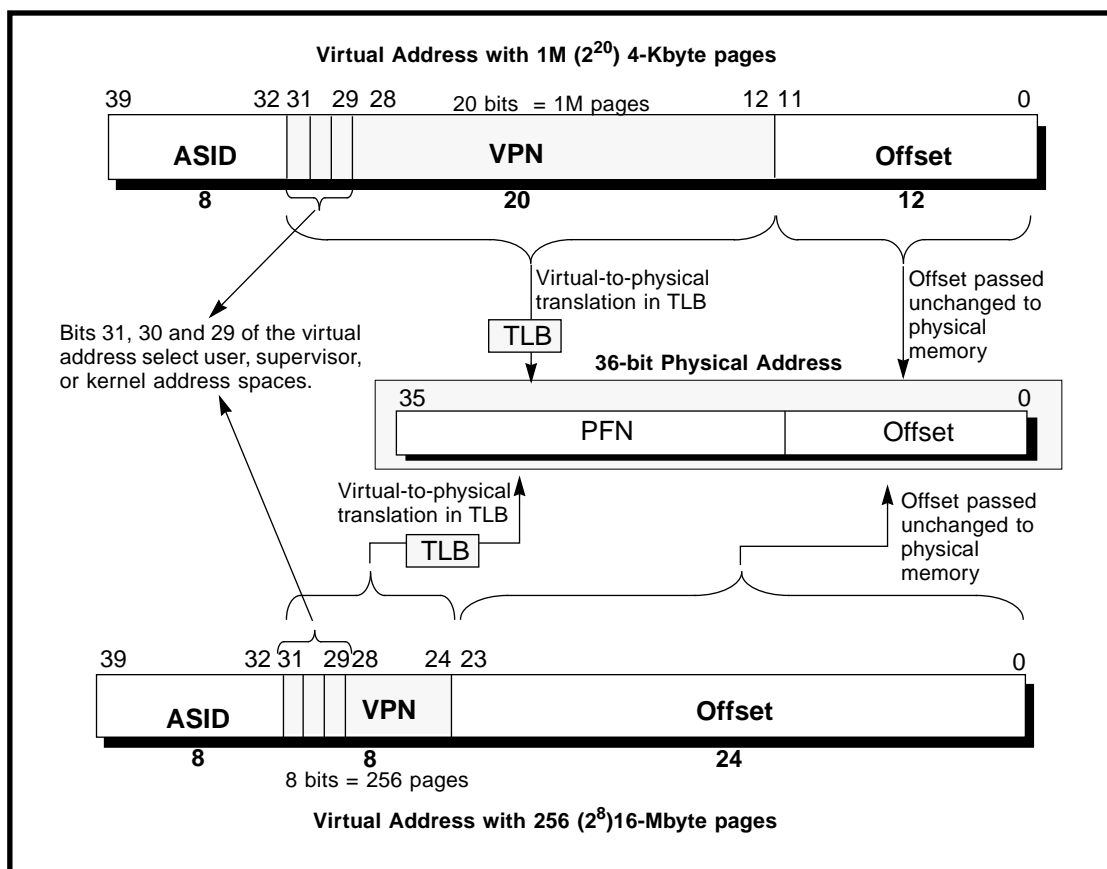 Virtual Address with 1M (2^20) 4-Kbyte pages
39 32 31 29 28 20 bits = 1M pages 12 11 0
ASID VPN Offset
8 20 12
Virtual-to-physical
translation in TLB
Offset passed
unchanged to
physical
memory
TLB
Bits 31, 30 and 29 of the virtual
address select user, supervisor,
or kernel address spaces.
36-bit Physical Address
35 0
PFN Offset
Virtual-to-physical
translation in TLB
TLB
Offset passed
unchanged to
physical
memory
39 32 31 29 28 24 23 0
ASID VPN Offset
8 8 24
8 bits = 256 pages
Virtual Address with 256 (2^8)16-Mbyte pages